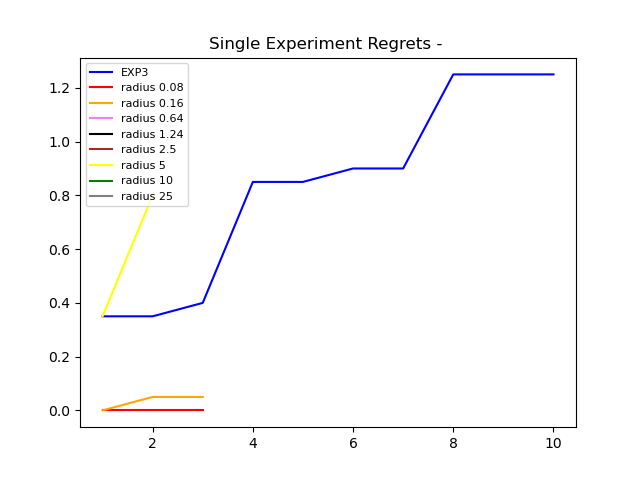 Single Experiment Regrets -
EXP3
radius 0.08
radius 0.16
radius 0.64
radius 1.24
radius 2.5
radius 5
radius 10
radius 25
1.2
1.0
0.8
0.6
0.4
0.2
0.0
2 4 6 8 10